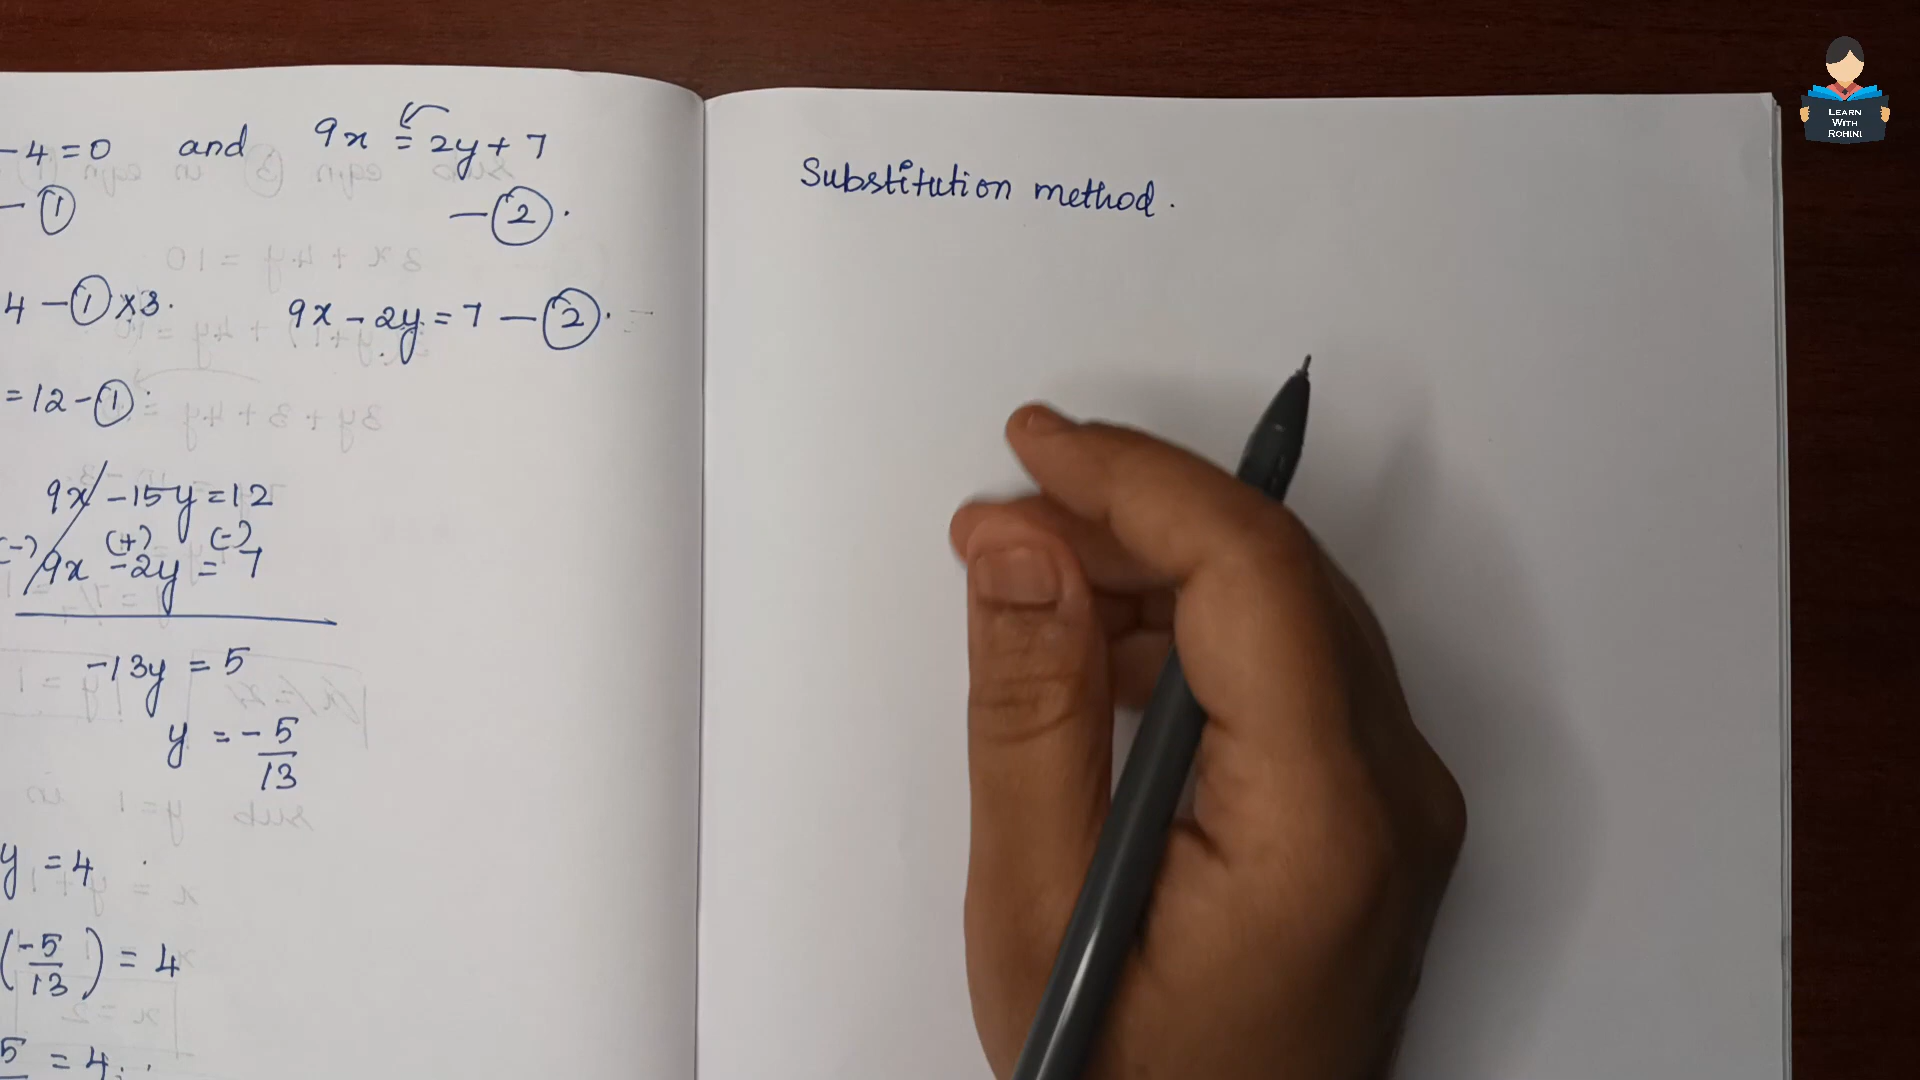 -4=0 and 9x = 2y+7
- ① - ② .
4 - ① x3. 9x - 2y = 7 - ② .
= 12 - ① .
9x - 15y = 12
(-) (+) (-)
9x - 2y = 7
-13y = 5
y = - 5
13
y = 4
( -5 ) = 4
13
5 = 4
Substitution method.
LEARN
WITH
ROHINI